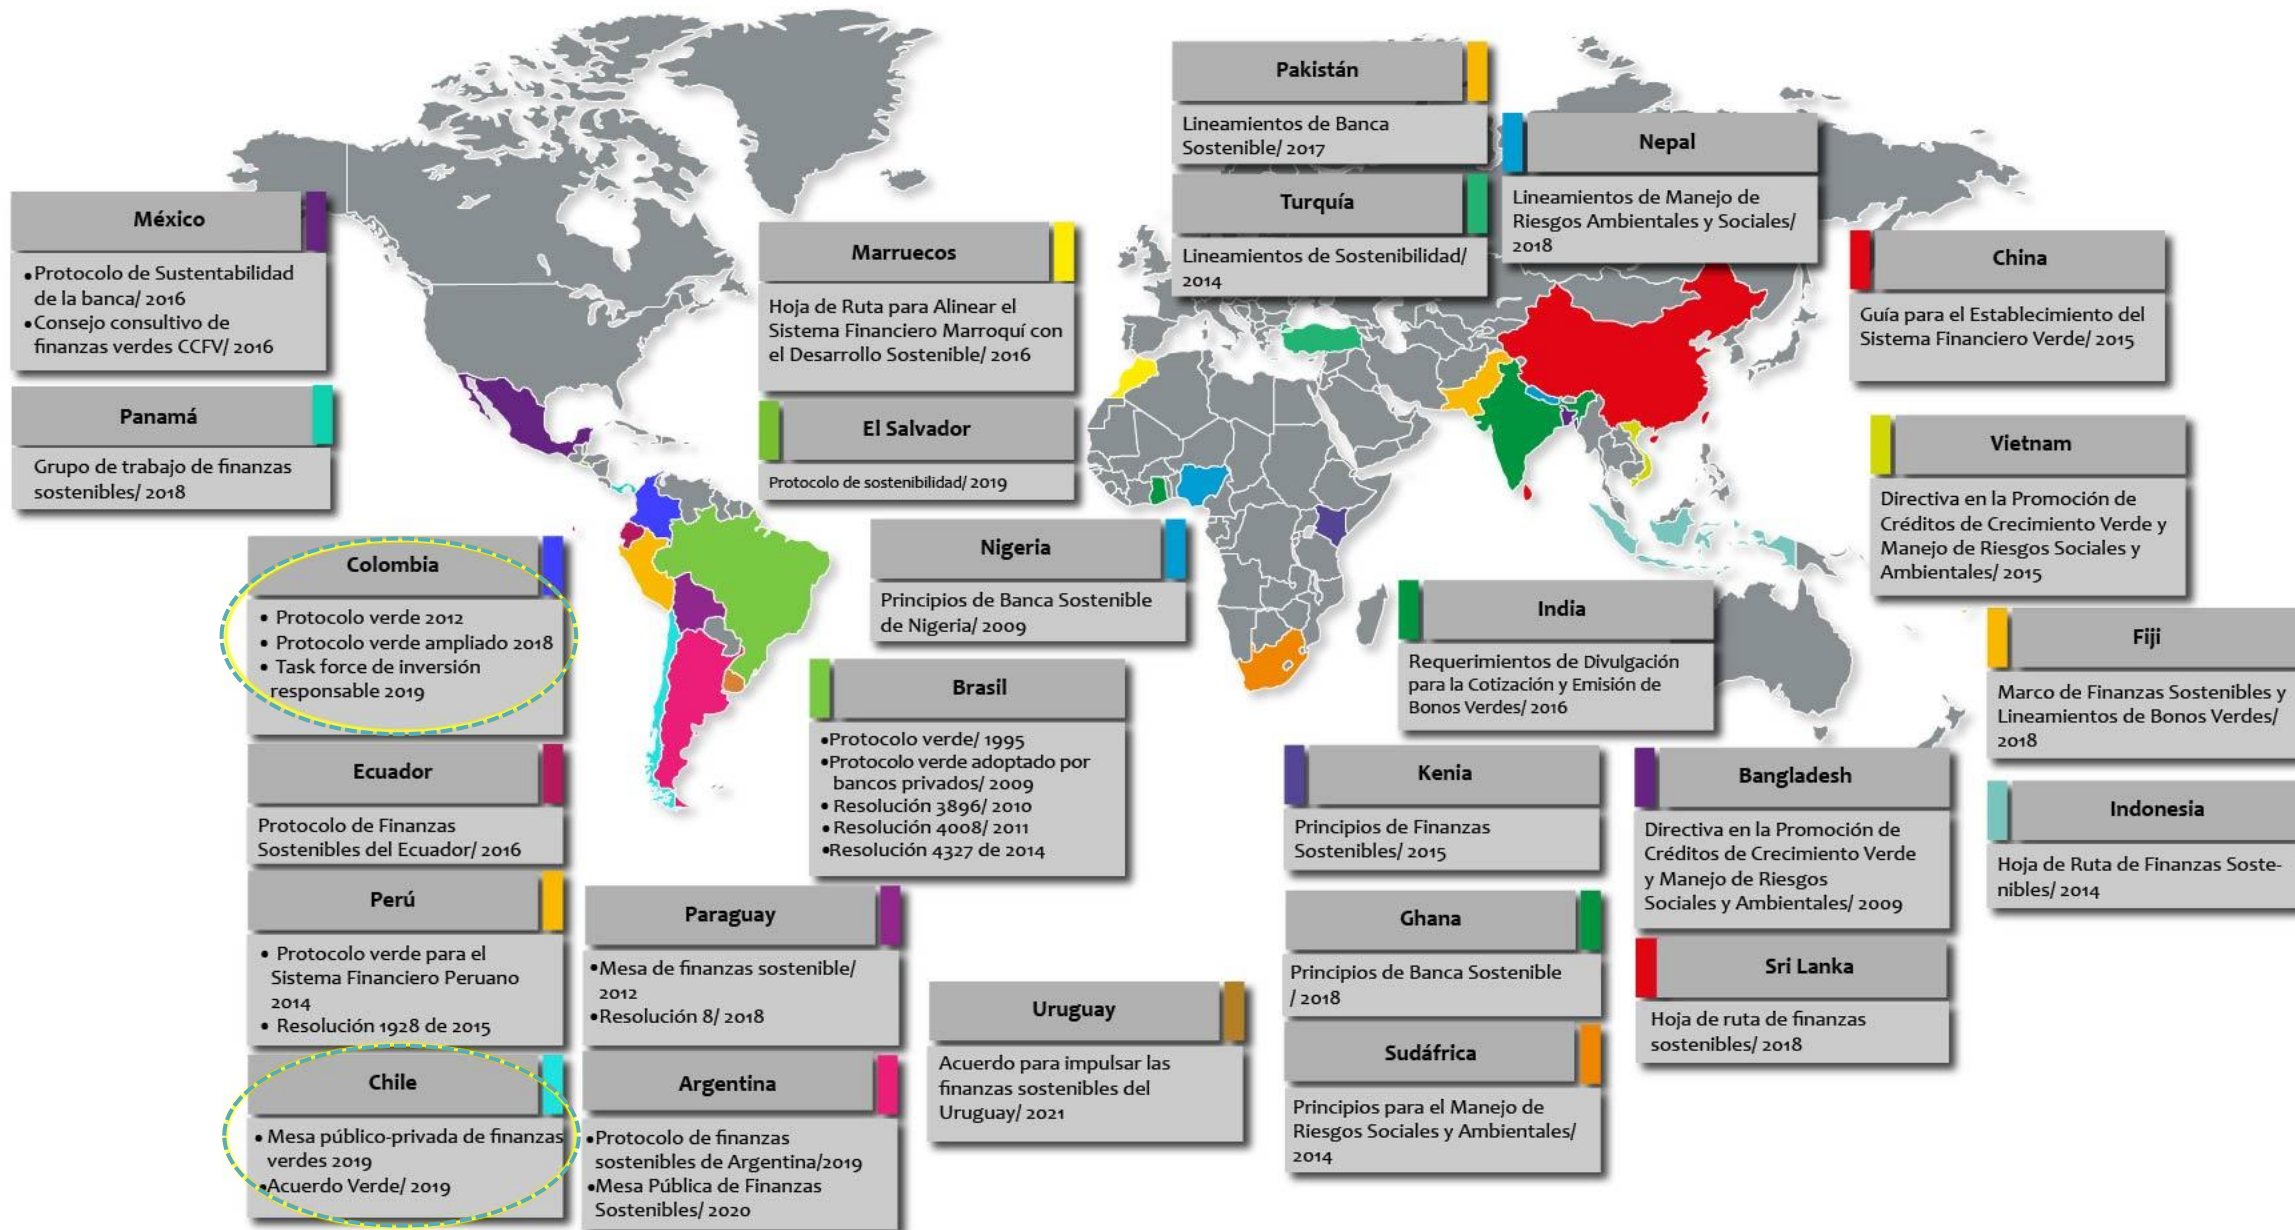 México
•Protocolo de Sustentabilidad
de la banca/ 2016
•Consejo consultivo de
finanzas verdes CCFV/ 2016
Panamá
Grupo de trabajo de finanzas
sostenibles/ 2018
Colombia
• Protocolo verde 2012
• Protocolo verde ampliado 2018
• Task force de inversión
responsable 2019
Ecuador
Protocolo de Finanzas
Sostenibles del Ecuador/ 2016
Perú
• Protocolo verde para el
Sistema Financiero Peruano
2014
• Resolución 1928 de 2015
Chile
• Mesa público-privada de finanzas
verdes 2019
•Acuerdo Verde/ 2019
Paraguay
•Mesa de finanzas sostenible/
2012
•Resolución 8/ 2018
Argentina
•Protocolo de finanzas
sostenibles de Argentina/2019
•Mesa Pública de Finanzas
Sostenibles/ 2020
Marruecos
Hoja de Ruta para Alinear el
Sistema Financiero Marroquí con
el Desarrollo Sostenible/ 2016
El Salvador
Protocolo de sostenibilidad/ 2019
Nigeria
Principios de Banca Sostenible
de Nigeria/ 2009
Brasil
•Protocolo verde/ 1995
•Protocolo verde adoptado por
bancos privados/ 2009
• Resolución 3896/ 2010
• Resolución 4008/ 2011
•Resolución 4327 de 2014
Uruguay
Acuerdo para impulsar las
finanzas sostenibles del
Uruguay/ 2021
Pakistán
Lineamientos de Banca
Sostenible/ 2017
Turquía
Lineamientos de Sostenibilidad/
2014
Nepal
Lineamientos de Manejo de
Riesgos Ambientales y Sociales/
2018
China
Guía para el Establecimiento del
Sistema Financiero Verde/ 2015
Vietnam
Directiva en la Promoción de
Créditos de Crecimiento Verde y
Manejo de Riesgos Sociales y
Ambientales/ 2015
India
Requerimientos de Divulgación
para la Cotización y Emisión de
Bonos Verdes/ 2016
Fiji
Marco de Finanzas Sostenibles y
Lineamientos de Bonos Verdes/
2018
Kenia
Principios de Finanzas
Sostenibles/ 2015
Bangladesh
Directiva en la Promoción de
Créditos de Crecimiento Verde
y Manejo de Riesgos
Sociales y Ambientales/ 2009
Indonesia
Hoja de Ruta de Finanzas Soste-
nibles/ 2014
Ghana
Principios de Banca Sostenible
/ 2018
Sri Lanka
Hoja de ruta de finanzas
sostenibles/ 2018
Sudáfrica
Principios para el Manejo de
Riesgos Sociales y Ambientales/
2014